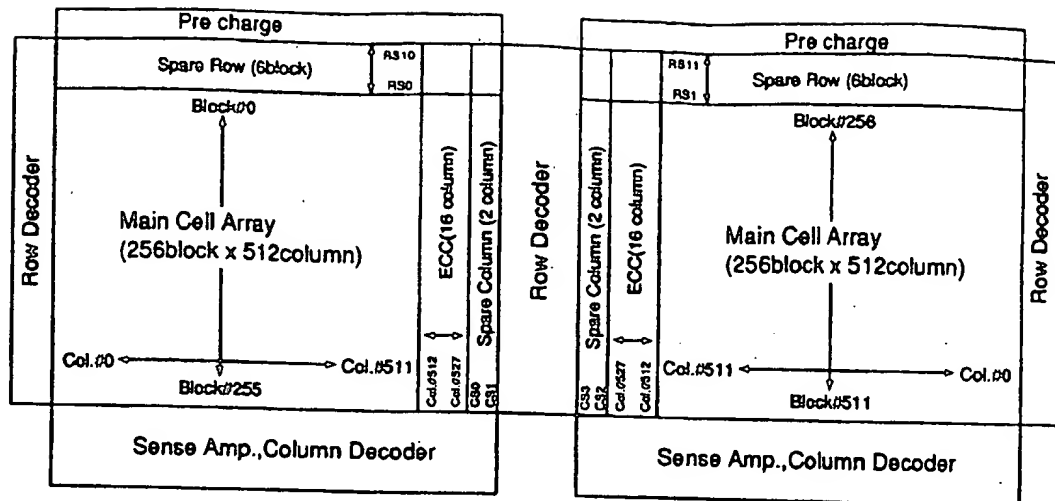 Pre charge
Spare Row (6block)
RS10
RS0
Block#0
Row Decoder
Main Cell Array
(256block x 512column)
Col.#0
Col.#511
Block#255
ECC(16 column)
Col.#512
Col.#527
Spare Column (2 column)
CS0
CS1
Sense Amp.,Column Decoder
Row Decoder
Pre charge
RS11
RS1
Spare Row (6block)
Block#256
Spare Column (2 column)
CS3
CS2
ECC(16 column)
Col.#527
Col.#512
Main Cell Array
(256block x 512column)
Col.#511
Col.#0
Block#511
Row Decoder
Sense Amp.,Column Decoder